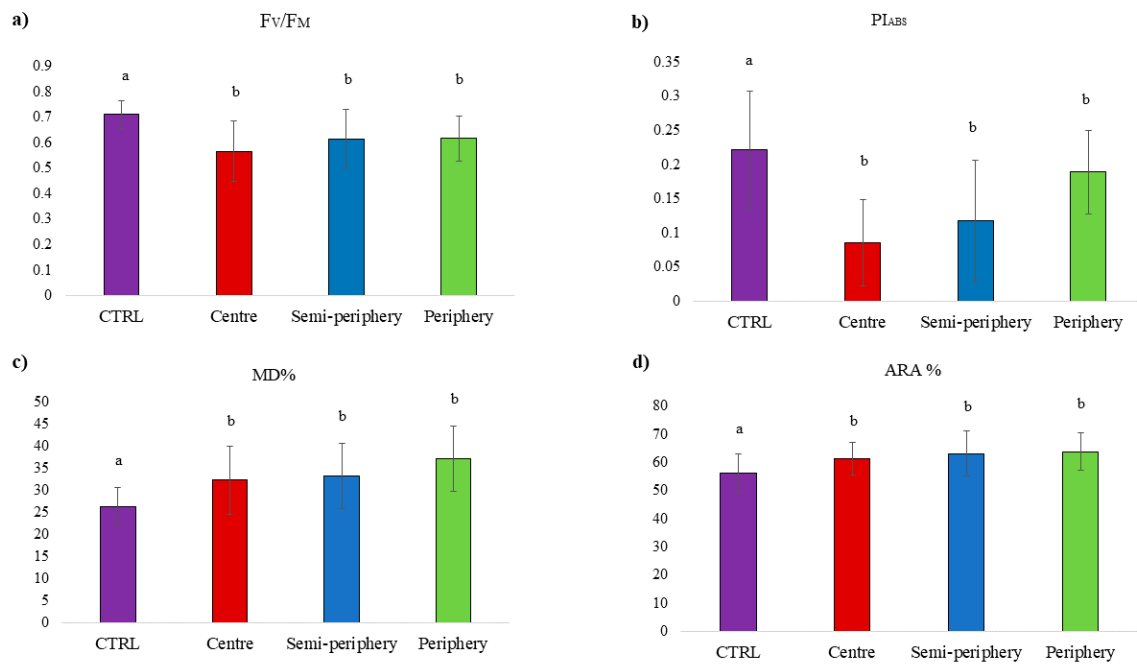 a)
FV/FM
0.9
0.8
0.7
0.6
0.5
0.4
0.3
0.2
0.1
0
a
b
b
b
CTRL
Centre
Semi-periphery
Periphery
b)
PIABS
0.35
0.3
0.25
0.2
0.15
0.1
0.05
0
a
b
b
b
CTRL
Centre
Semi-periphery
Periphery
c)
MD%
50
45
40
35
30
25
20
15
10
5
0
a
b
b
b
CTRL
Centre
Semi-periphery
Periphery
d)
ARA %
80
70
60
50
40
30
20
10
0
a
b
b
b
CTRL
Centre
Semi-periphery
Periphery